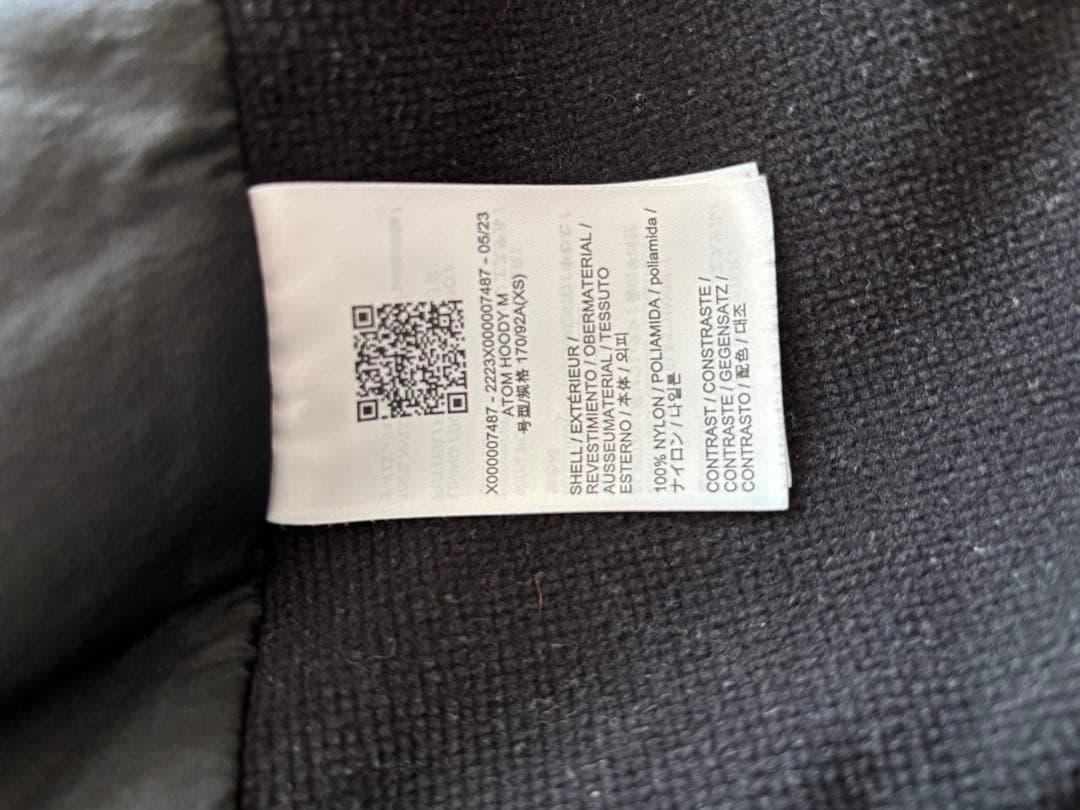 X000007487 - 2223X000007487 - 05/23
ATOM HOODY M
号型/规格 170/92A(XS)
SHELL / EXTÉRIEUR /
REVESTIMIENTO / OBERMATERIAL /
AUSSEUMATERIAL / TESSUTO
ESTERNO / 本体 / 외피
100% NYLON / POLIAMIDA / poliamida /
ナイロン / 나일론
CONTRAST / CONSTRASTE /
CONTRASTE / GEGENSATZ /
CONTRASTO / 配色 / 대조